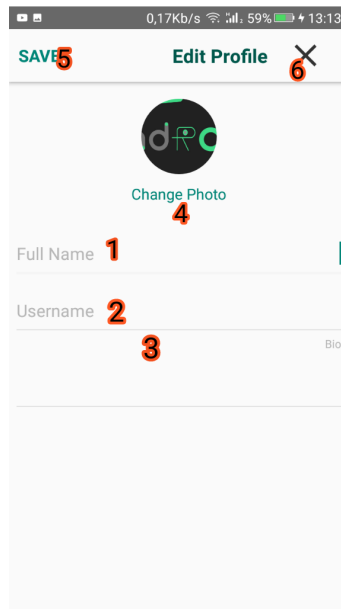 0,17Kb/s 59% 13:13
SAVE 5 Edit Profile 6
dRO
Change Photo
4
Full Name 1
Username 2
3 Bio